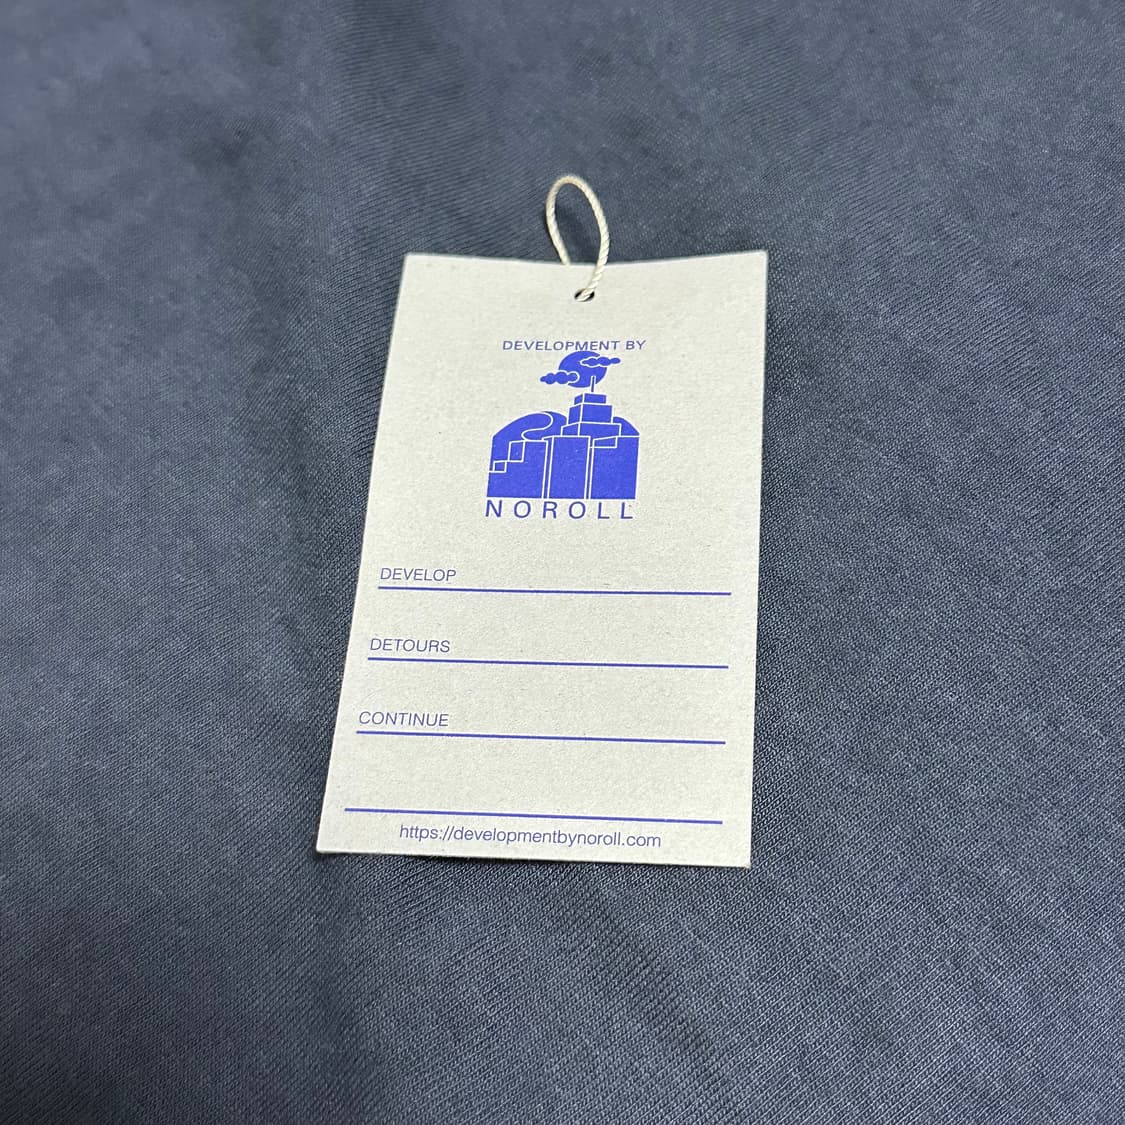 DEVELOPMENT BY
NOROLL
DEVELOP
DETOURS
CONTINUE
https://developmentbynoroll.com